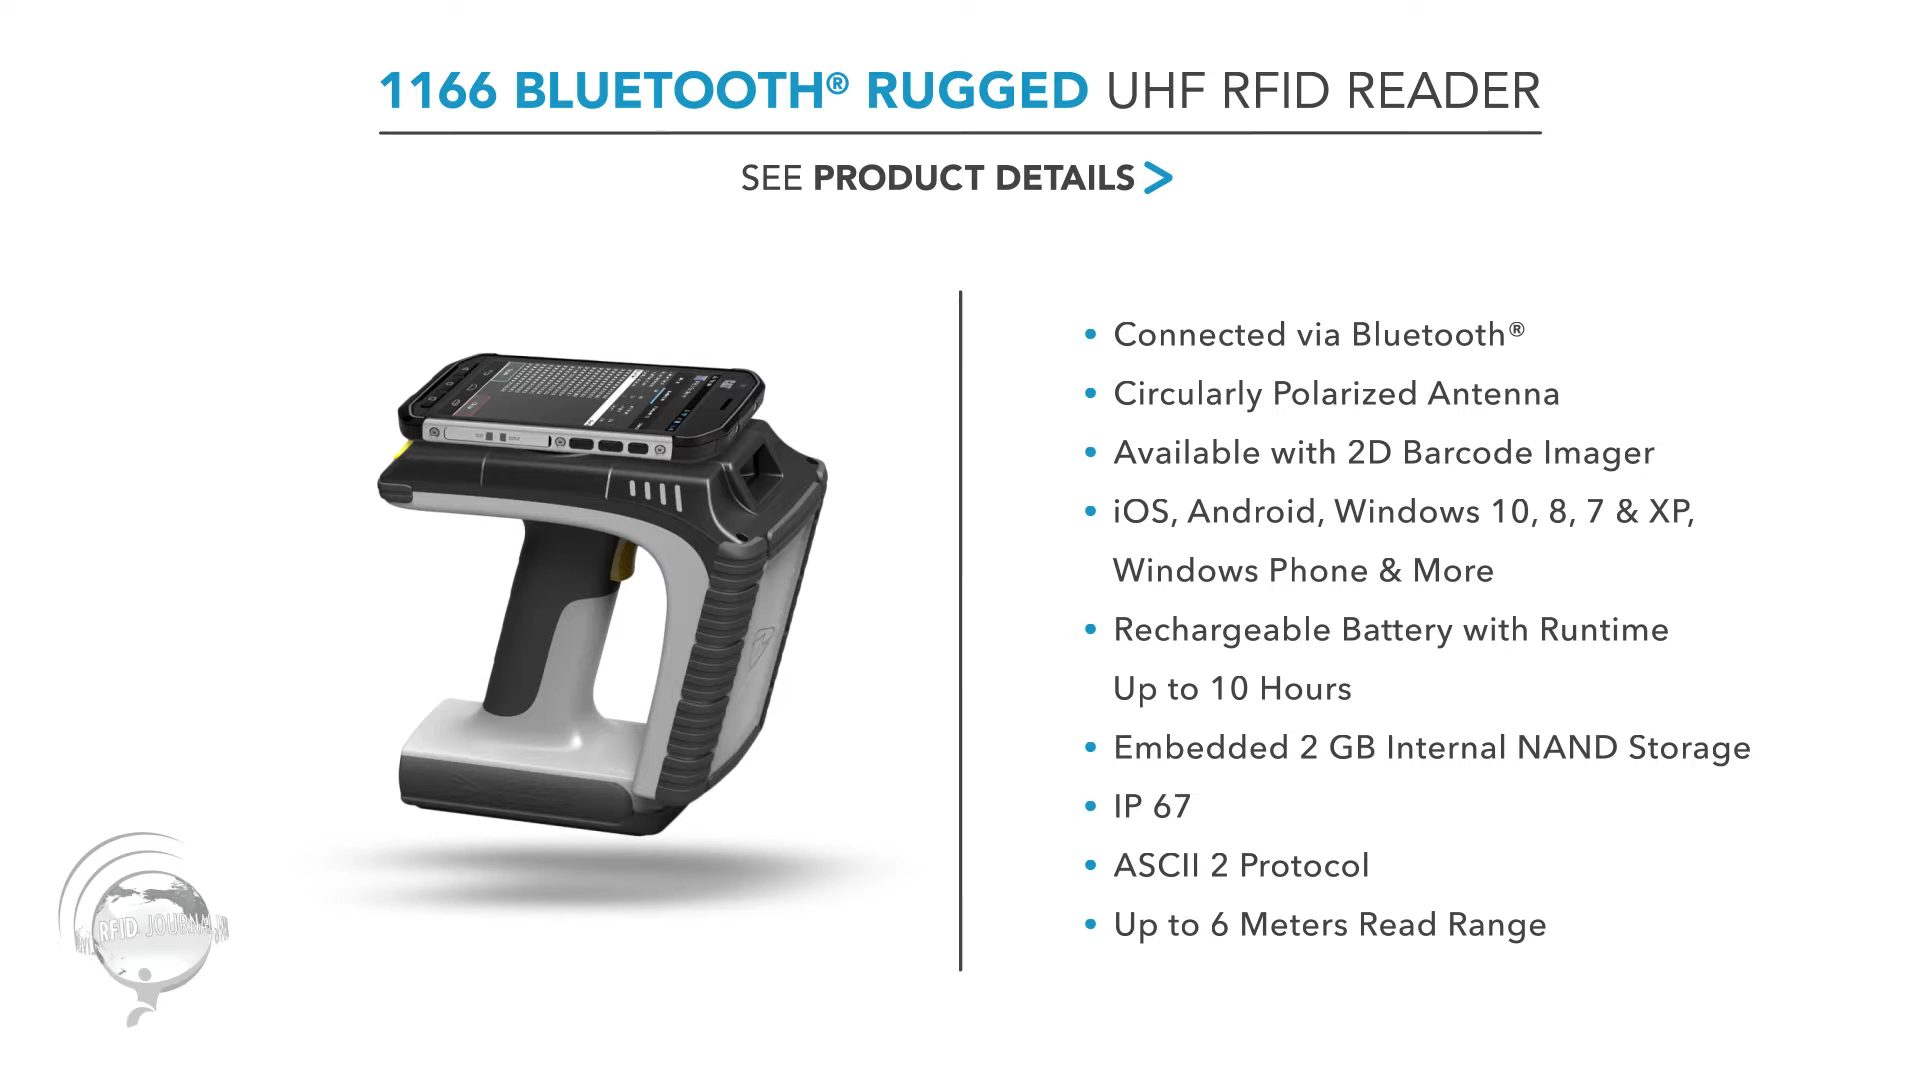 1166 BLUETOOTH® RUGGED UHF RFID READER
SEE PRODUCT DETAILS >
• Connected via Bluetooth®
• Circularly Polarized Antenna
• Available with 2D Barcode Imager
• iOS, Android, Windows 10, 8, 7 & XP,
Windows Phone & More
• Rechargeable Battery with Runtime
Up to 10 Hours
• Embedded 2 GB Internal NAND Storage
• IP 67
• ASCII 2 Protocol
• Up to 6 Meters Read Range
RFID JOURNAL